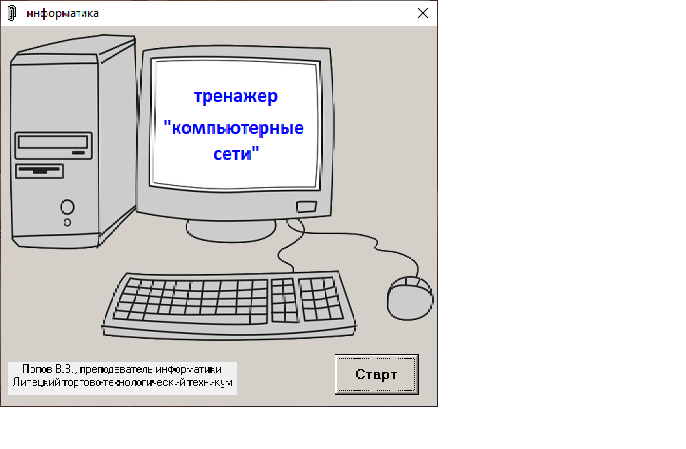 информатика
тренажер
"компьютерные
сети"
Попов В.В., преподаватель информатики
Липецкий торгово-технологический техникум
Старт